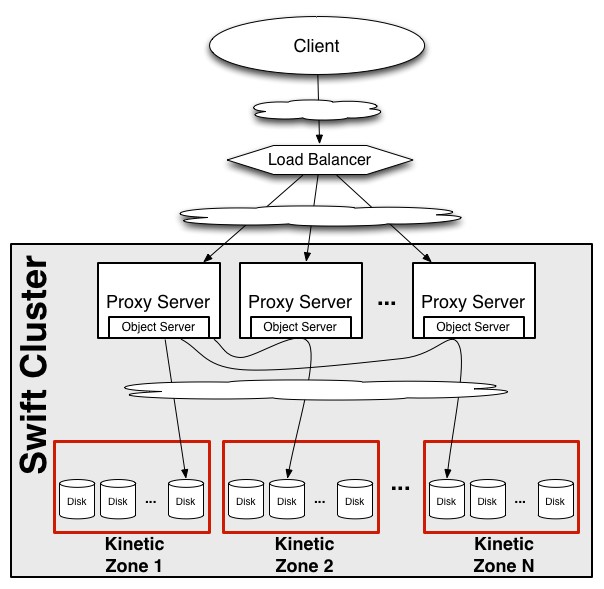 Client
Load Balancer
Swift Cluster
Proxy Server
Object Server
Proxy Server
Object Server
...
Proxy Server
Object Server
Disk
Disk
...
Disk
Kinetic
Zone 1
Disk
Disk
...
Disk
Kinetic
Zone 2
...
Disk
Disk
...
Disk
Kinetic
Zone N